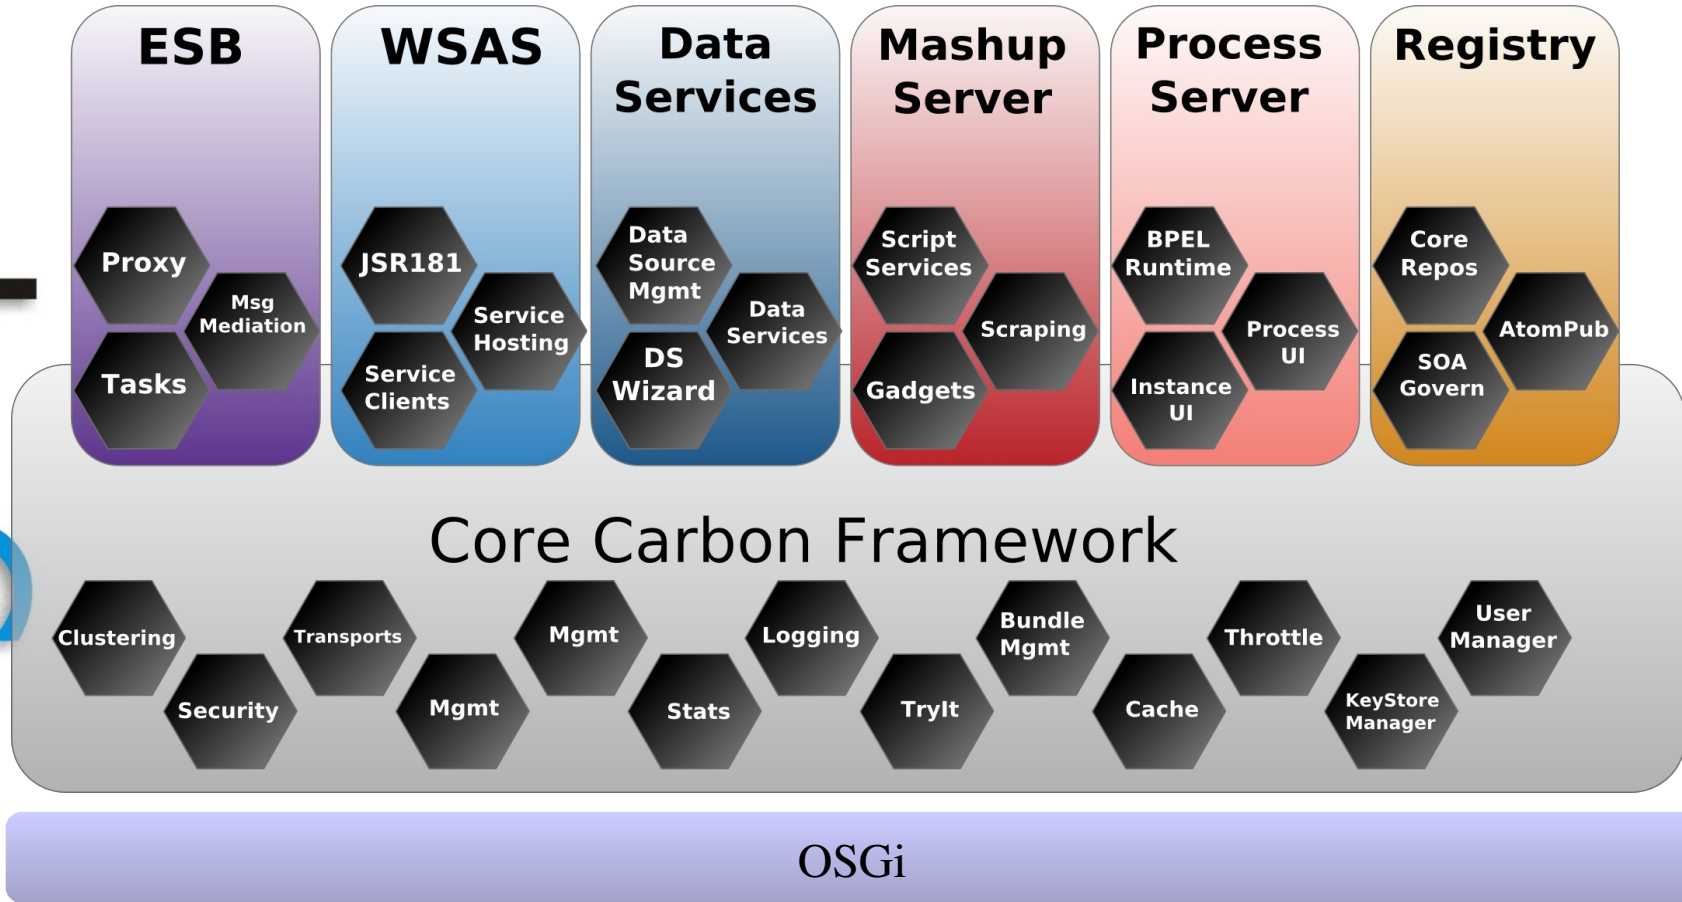 ESB
WSAS
Data
Services
Mashup
Server
Process
Server
Registry
Proxy
Msg
Mediation
Tasks
JSR181
Service
Hosting
Service
Clients
Data
Source
Mgmt
Data
Services
DS
Wizard
Script
Services
Scraping
Gadgets
BPEL
Runtime
Process
UI
Instance
UI
Core
Repos
AtomPub
SOA
Govern
Core Carbon Framework
Clustering
Security
Transports
Mgmt
Mgmt
Stats
Logging
TryIt
Bundle
Mgmt
Cache
Throttle
KeyStore
Manager
User
Manager
OSGi